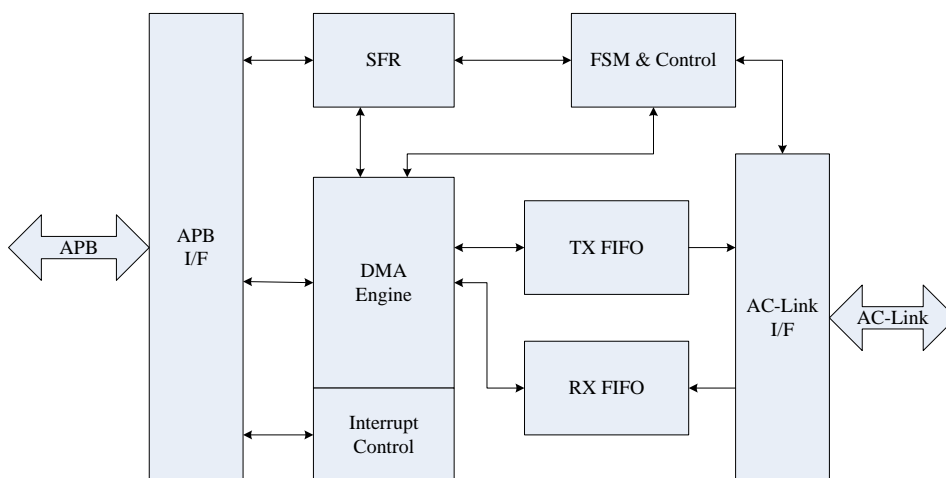 SFR
FSM & Control
APB
APB
I/F
DMA
Engine
TX FIFO
AC-Link
I/F
AC-Link
RX FIFO
Interrupt
Control